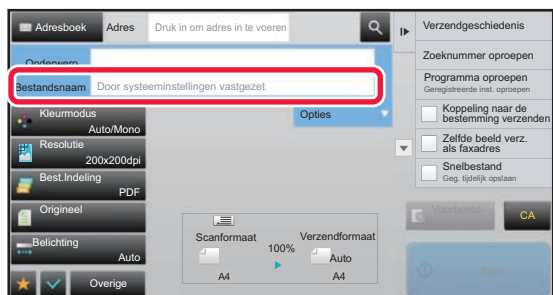 Adresboek
Adres
Druk in om adres in te voeren
Onderwerp
Bestandsnaam
Door systeeminstellingen vastgezet
Kleurmodus
Auto/Mono
Resolutie
200x200dpi
Best.Indeling
PDF
Origineel
Belichting
Auto
Overige
Opties
Scanformaat
A4
100%
Verzendformaat
Auto
A4
Verzendgeschiedenis
Zoeknummer oproepen
Programma oproepen
Geregistreerde inst. oproepen
Koppeling naar de
bestemming verzenden
Zelfde beeld verz.
als faxadres
Snelbestand
Geg. tijdelijk opslaan
Voorbeeld-
CA
Start